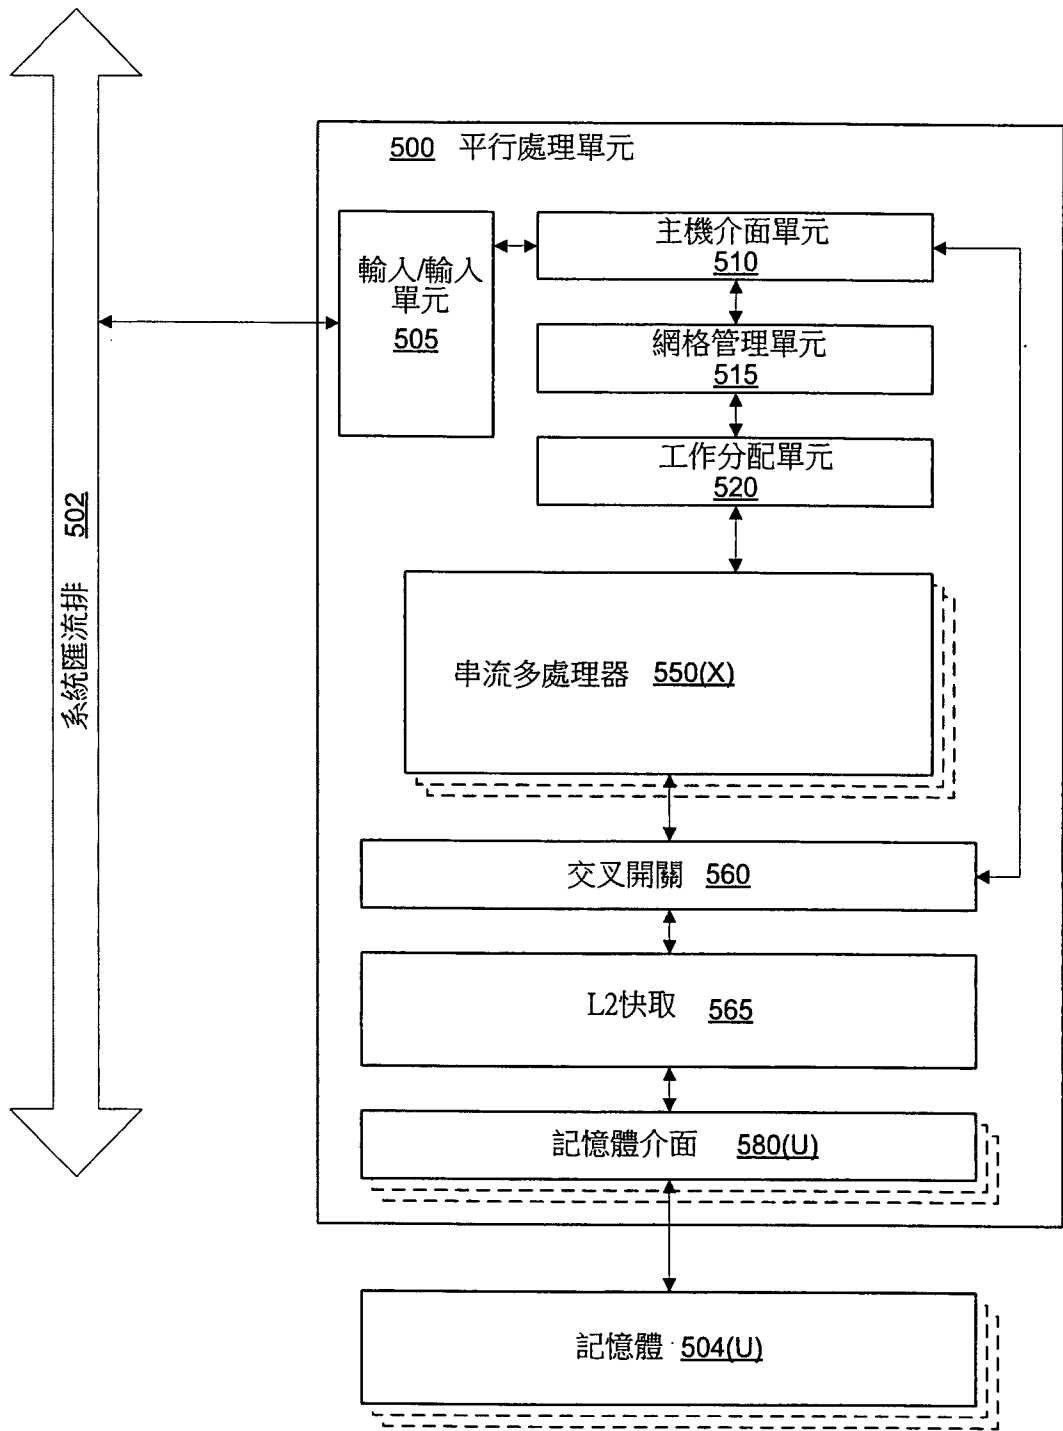 500 平行處理單元
主機介面單元
510
輸入/輸入
單元
505
網格管理單元
515
工作分配單元
520
系統匯流排 502
串流多處理器 550(X)
交叉開關 560
L2快取 565
記憶體介面 580(U)
記憶體 504(U)